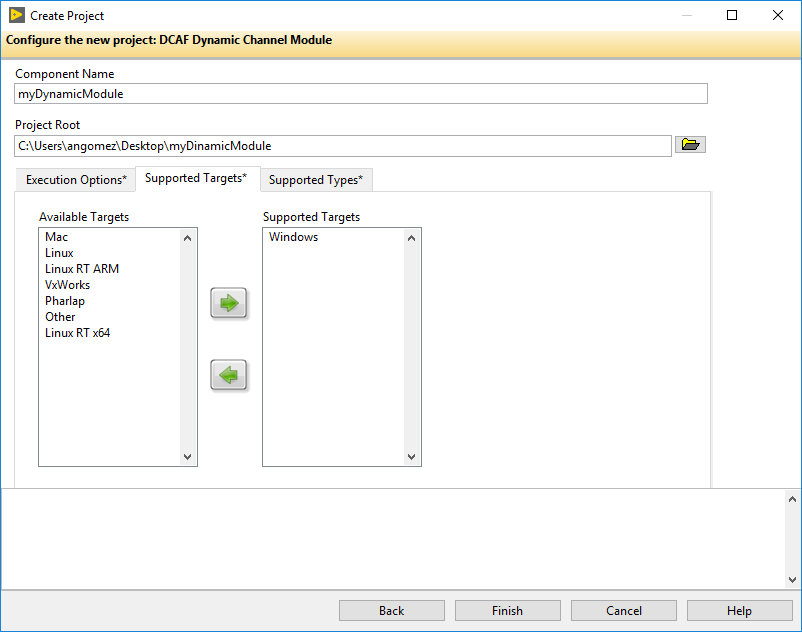 Create Project
Configure the new project: DCAF Dynamic Channel Module
Component Name
myDynamicModule
Project Root
C:\Users\angomez\Desktop\myDinamicModule
Execution Options* Supported Targets* Supported Types*
Available Targets Supported Targets
Mac Windows
Linux
Linux RT ARM
VxWorks
Pharlap
Other
Linux RT x64
Back Finish Cancel Help